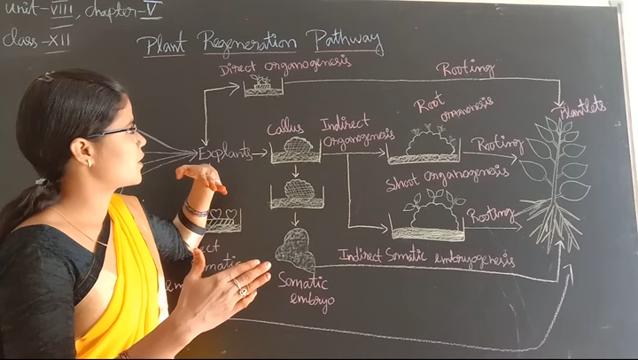 Unit-VIII, Chapter-V
Class-XII
Plant Regeneration Pathway
Direct organogenesis
Rooting
Explants
Callus
Indirect
Organogenesis
Root
organonesis
Rooting
Plantlets
Shoot Organogenesis
Rooting
Indirect Somatic embryogenesis
Somatic
embryo